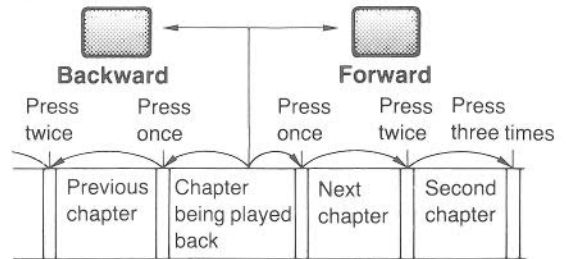 Backward
Forward
Press twice
Press once
Press once
Press twice
Press three times
Previous chapter
Chapter being played back
Next chapter
Second chapter